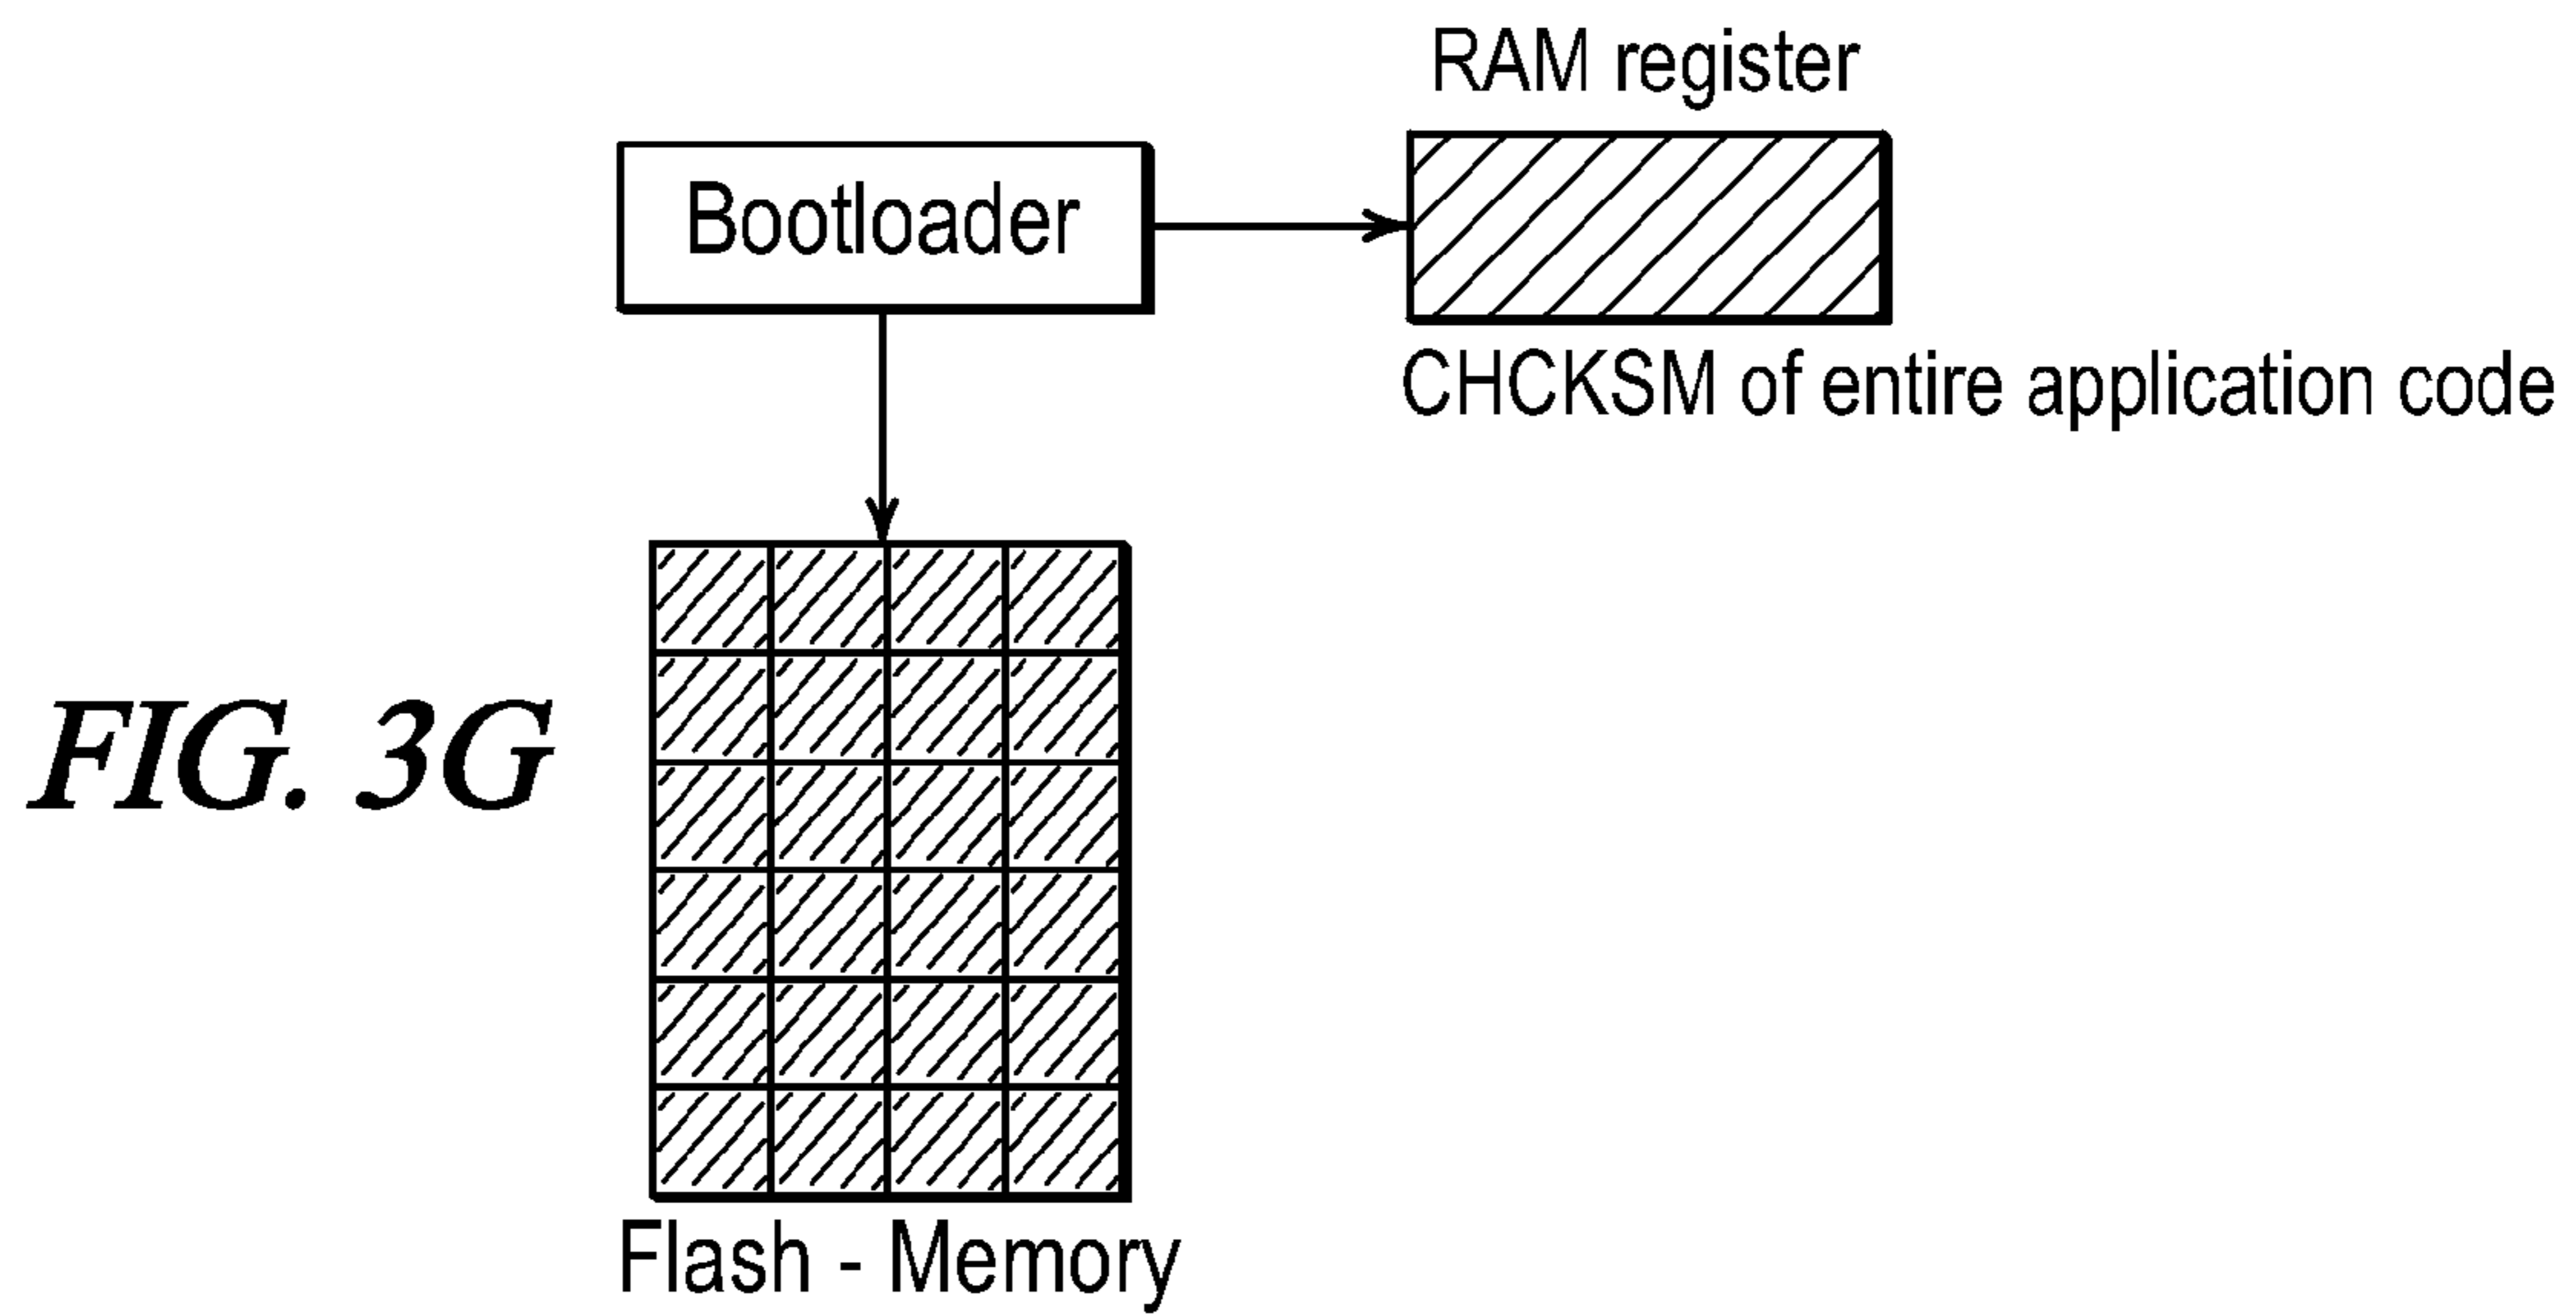 RAM register
Bootloader
CHCKSM of entire application code
FIG. 3G
Flash - Memory